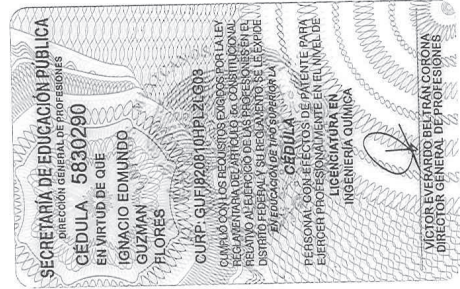 SECRETARÍA DE EDUCACIÓN PÚBLICA
DIRECCIÓN GENERAL DE PROFESIONES
CÉDULA 5830290
EN VIRTUD DE QUE
IGNACIO EDMUNDO
GUZMAN
FLORES
CURP: GUFI920810HPLZLG03
CUMPLIÓ CON LOS REQUISITOS EXIGIDOS POR LA LEY
REGLAMENTARIA DEL ARTÍCULO 5o. CONSTITUCIONAL
RELATIVO AL EJERCICIO DE LAS PROFESIONES EN EL
DISTRITO FEDERAL Y SU REGLAMENTO SE LE EXPIDE
EN EDUCACIÓN DE TIPO SUPERIOR LA
CÉDULA
PERSONAL CON EFECTOS DE PATENTE PARA
EJERCER PROFESIONALMENTE EN EL NIVEL DE
LICENCIATURA EN
INGENIERÍA QUÍMICA
VÍCTOR EVERARDO BELTRÁN CORONA
DIRECTOR GENERAL DE PROFESIONES